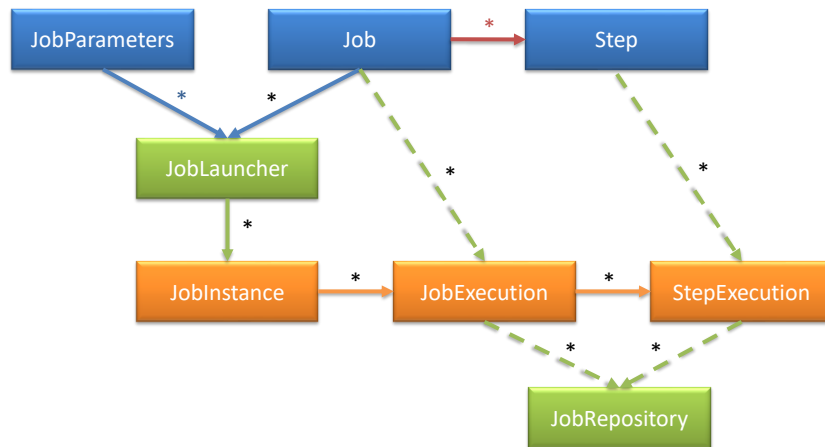 JobParameters
Job
*
Step
*
*
JobLauncher
*
*
*
JobInstance
*
JobExecution
*
StepExecution
*
*
JobRepository